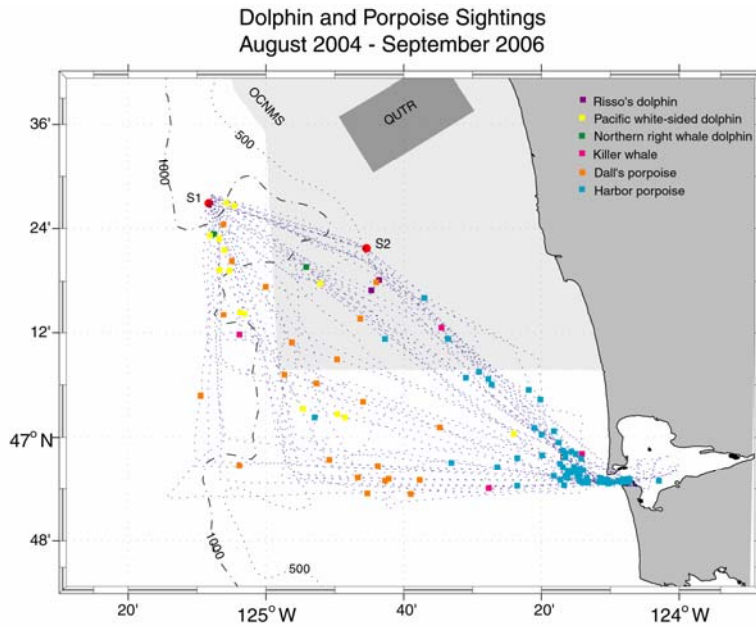 Dolphin and Porpoise Sightings
August 2004 - September 2006
OCNMS
QUTR
500
1000
36'
Risso's dolphin
Pacific white-sided dolphin
Northern right whale dolphin
Killer whale
Dall's porpoise
Harbor porpoise
S1
24'
S2
12'
47° N
48'
1000
500
20'
125° W
40'
20'
124° W